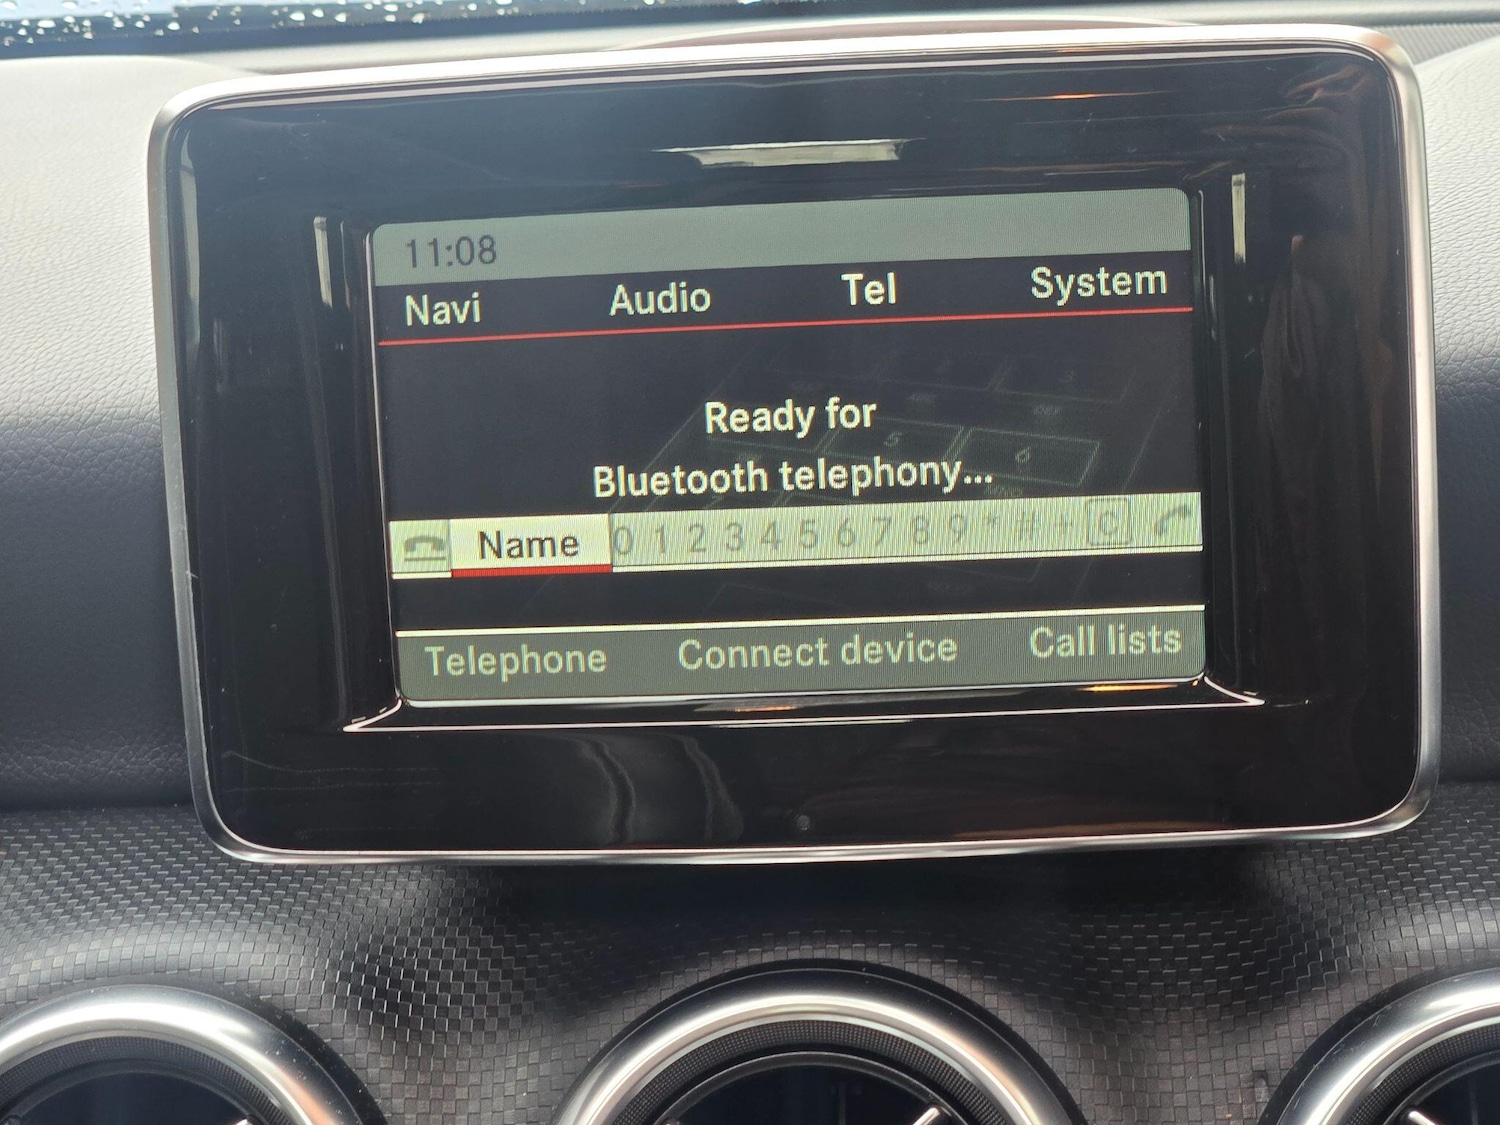 11:08
Navi Audio Tel System
Ready for
Bluetooth telephony...
Name 0 1 2 3 4 5 6 7 8 9 * # + C
Telephone Connect device Call lists